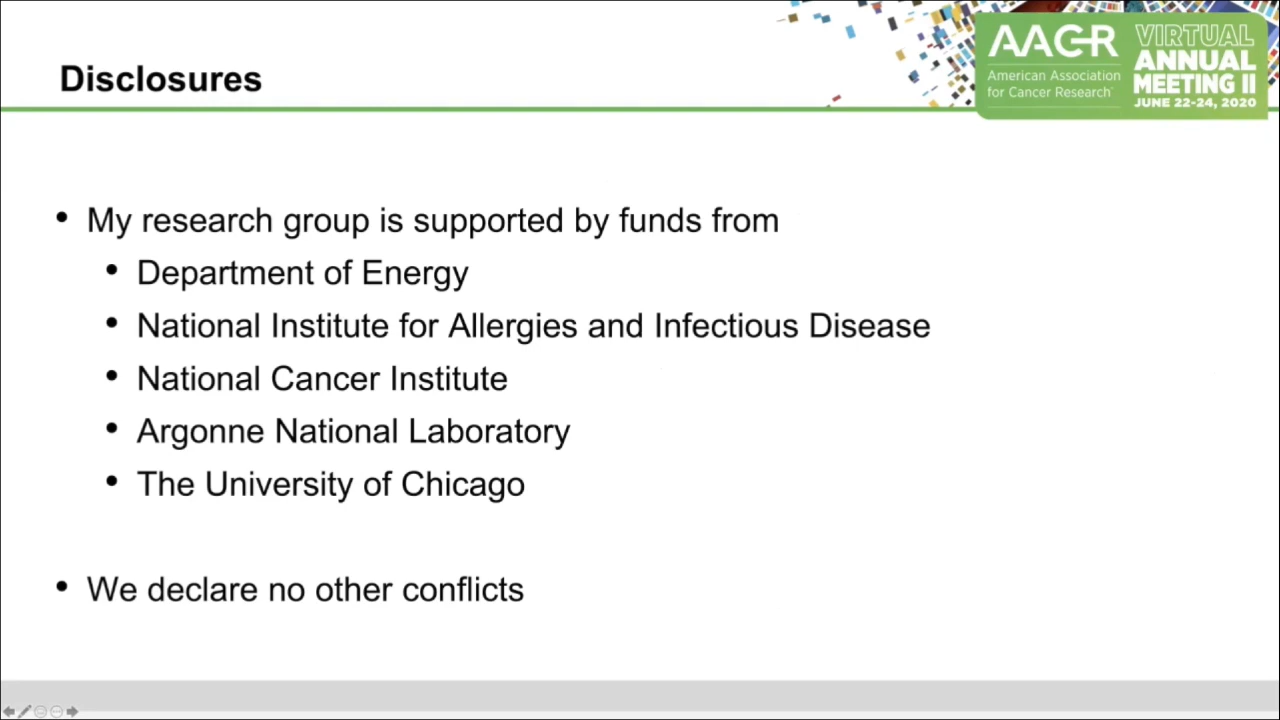 Disclosures
AACR
American Association
for Cancer Research
VIRTUAL
ANNUAL
MEETING II
JUNE 22-24, 2020
• My research group is supported by funds from
• Department of Energy
• National Institute for Allergies and Infectious Disease
• National Cancer Institute
• Argonne National Laboratory
• The University of Chicago
• We declare no other conflicts